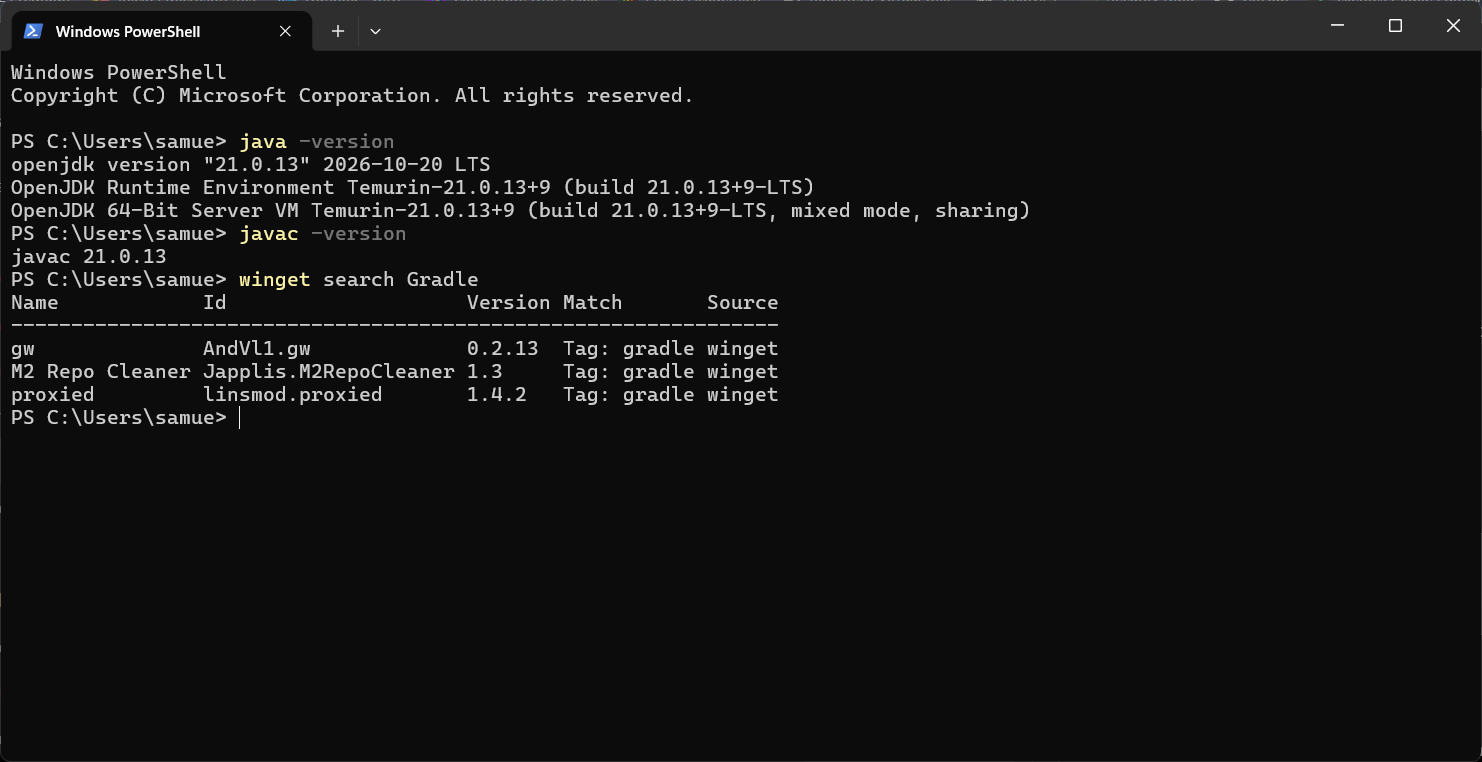 Windows PowerShell
Windows PowerShell
Copyright (C) Microsoft Corporation. All rights reserved.
PS C:\Users\samue> java -version
openjdk version "21.0.13" 2026-10-20 LTS
OpenJDK Runtime Environment Temurin-21.0.13+9 (build 21.0.13+9-LTS)
OpenJDK 64-Bit Server VM Temurin-21.0.13+9 (build 21.0.13+9-LTS, mixed mode, sharing)
PS C:\Users\samue> javac -version
javac 21.0.13
PS C:\Users\samue> winget search Gradle
Name            Id                    Version Match       Source
----------------------------------------------------------------
gw              AndVl1.gw             0.2.13  Tag: gradle winget
M2 Repo Cleaner Japplis.M2RepoCleaner 1.3     Tag: gradle winget
proxied         linsmod.proxied       1.4.2   Tag: gradle winget
PS C:\Users\samue>